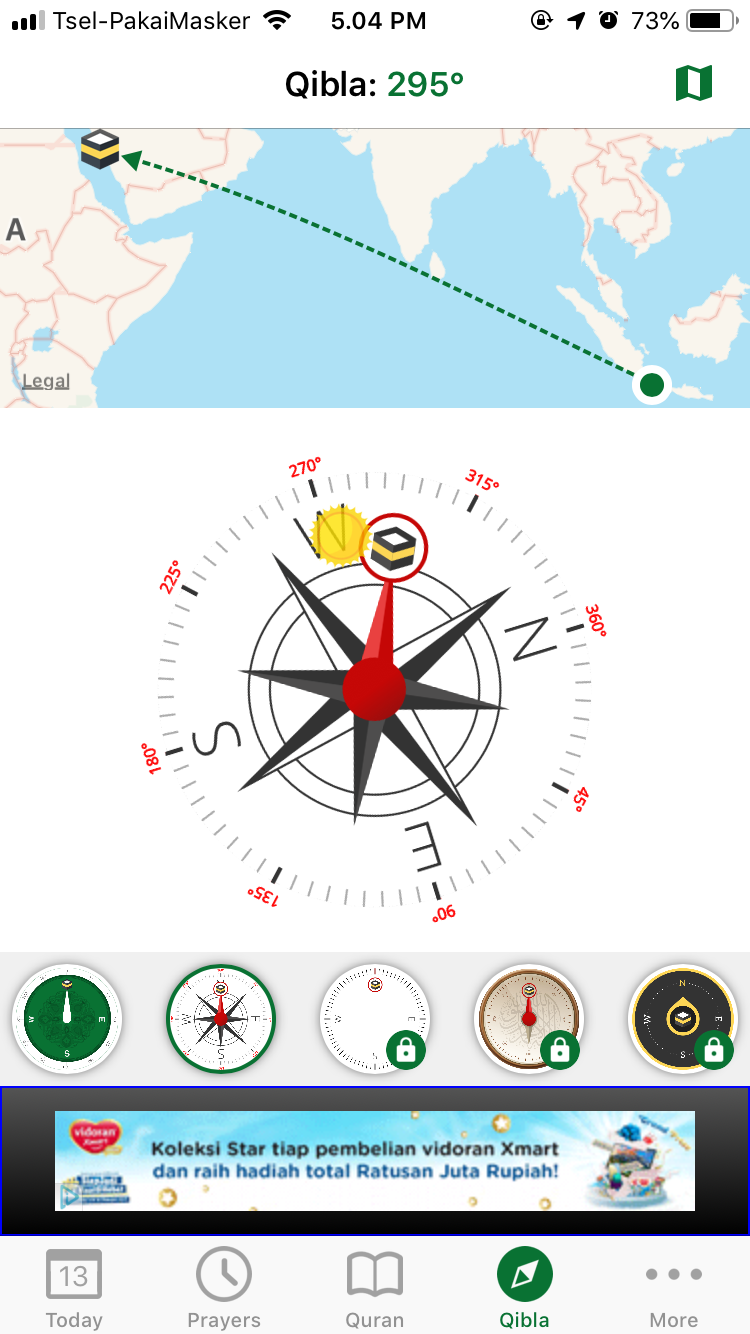 Tsel-PakaiMasker 5.04 PM 73%
Qibla: 295°
A
Legal
270°
315°
225°
W
360°
N
S
180°
45°
E
135°
90°
W E
S
W
S
W E
S
N
W E
S
vidoran
Xmart
Koleksi Star tiap pembelian vidoran Xmart
dan raih hadiah total Ratusan Juta Rupiah!
13
Today Prayers Quran Qibla More